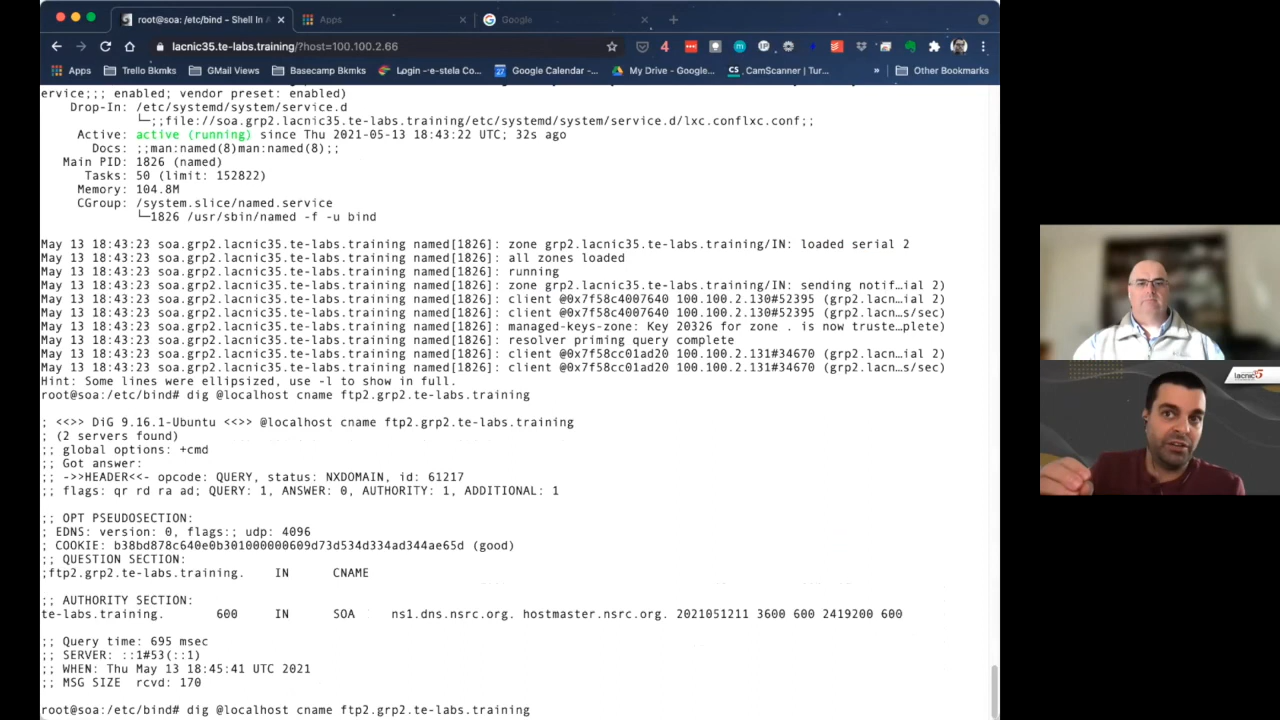 root@soa: /etc/bind - Shell In A
Apps
Google
lacnic35.te-labs.training/?host=100.100.2.66
4
Apps
Trello Bkmks
GMail Views
Basecamp Bkmks
Login – e-stela Co...
27
Google Calendar -...
My Drive - Google...
CS
CamScanner | Tur...
»
Other Bookmarks
ervice;;; enabled; vendor preset: enabled)
Drop-In: /etc/systemd/system/service.d
└─;;file://soa.grp2.lacnic35.te-labs.training/etc/systemd/system/service.d/lxc.conflxc.conf;;
Active: active (running) since Thu 2021-05-13 18:43:22 UTC; 32s ago
Docs: ;;man:named(8)man:named(8);;
Main PID: 1826 (named)
Tasks: 50 (limit: 152822)
Memory: 104.8M
CGroup: /system.slice/named.service
└─1826 /usr/sbin/named -f -u bind
May 13 18:43:23 soa.grp2.lacnic35.te-labs.training named[1826]: zone grp2.lacnic35.te-labs.training/IN: loaded serial 2
May 13 18:43:23 soa.grp2.lacnic35.te-labs.training named[1826]: all zones loaded
May 13 18:43:23 soa.grp2.lacnic35.te-labs.training named[1826]: running
May 13 18:43:23 soa.grp2.lacnic35.te-labs.training named[1826]: zone grp2.lacnic35.te-labs.training/IN: sending notif…ial 2)
May 13 18:43:23 soa.grp2.lacnic35.te-labs.training named[1826]: client @0x7f58c4007640 100.100.2.130#52395 (grp2.lacn…ial 2)
May 13 18:43:23 soa.grp2.lacnic35.te-labs.training named[1826]: client @0x7f58c4007640 100.100.2.130#52395 (grp2.lacn…s/sec)
May 13 18:43:23 soa.grp2.lacnic35.te-labs.training named[1826]: managed-keys-zone: Key 20326 for zone . is now truste…plete)
May 13 18:43:23 soa.grp2.lacnic35.te-labs.training named[1826]: resolver priming query complete
May 13 18:43:23 soa.grp2.lacnic35.te-labs.training named[1826]: client @0x7f58cc01ad20 100.100.2.131#34670 (grp2.lacn…ial 2)
May 13 18:43:23 soa.grp2.lacnic35.te-labs.training named[1826]: client @0x7f58cc01ad20 100.100.2.131#34670 (grp2.lacn…s/sec)
Hint: Some lines were ellipsized, use -l to show in full.
root@soa:/etc/bind# dig @localhost cname ftp2.grp2.te-labs.training
; <<>> DiG 9.16.1-Ubuntu <<>> @localhost cname ftp2.grp2.te-labs.training
; (2 servers found)
;; global options: +cmd
;; Got answer:
;; ->>HEADER<<- opcode: QUERY, status: NXDOMAIN, id: 61217
;; flags: qr rd ra ad; QUERY: 1, ANSWER: 0, AUTHORITY: 1, ADDITIONAL: 1
;; OPT PSEUDOSECTION:
; EDNS: version: 0, flags:; udp: 4096
; COOKIE: b38bd878c640e0b301000000609d73d534d334ad344ae65d (good)
;; QUESTION SECTION:
;ftp2.grp2.te-labs.training. IN CNAME
;; AUTHORITY SECTION:
te-labs.training. 600 IN SOA ns1.dns.nsrc.org. hostmaster.nsrc.org. 2021051211 3600 600 2419200 600
;; Query time: 695 msec
;; SERVER: ::1#53(::1)
;; WHEN: Thu May 13 18:45:41 UTC 2021
;; MSG SIZE rcvd: 170
root@soa:/etc/bind# dig @localhost cname ftp2.grp2.te-labs.training
lacnic35